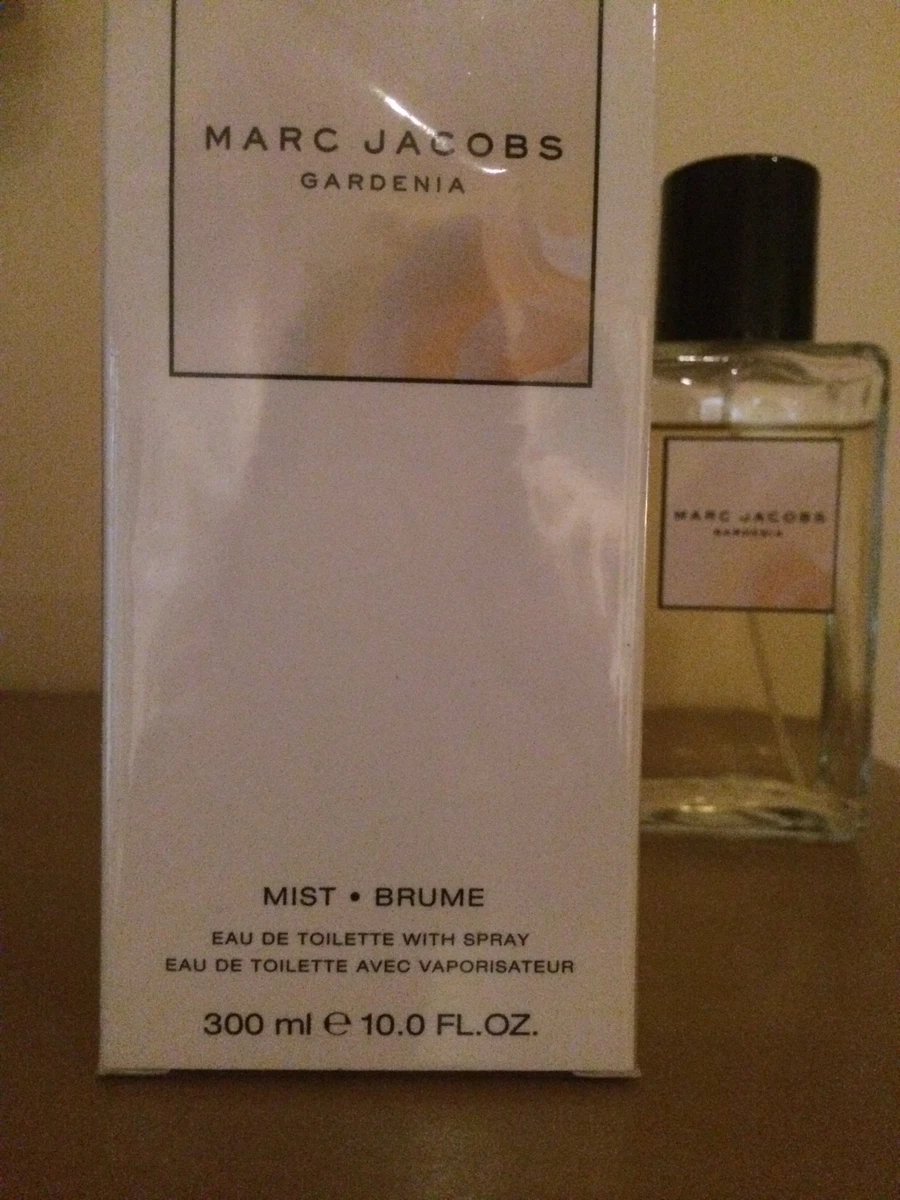 MARC JACOBS
GARDENIA
MIST • BRUME
EAU DE TOILETTE WITH SPRAY
EAU DE TOILETTE AVEC VAPORISATEUR
300 ml ℮ 10.0 FL.OZ.
MARC JACOBS
GARDENIA